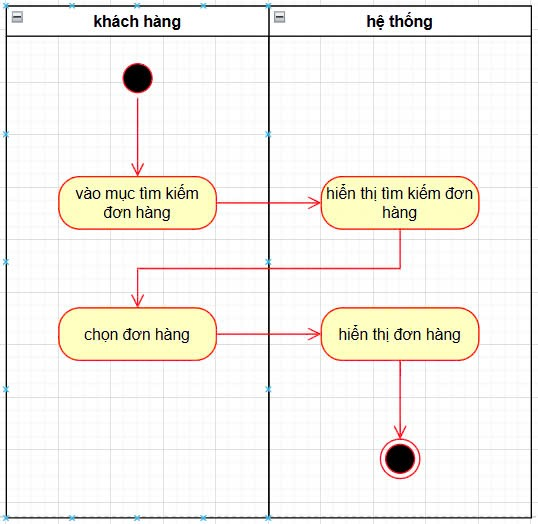 khách hàng
hệ thống
vào mục tìm kiếm
đơn hàng
hiển thị tìm kiếm đơn
hàng
chọn đơn hàng
hiển thị đơn hàng